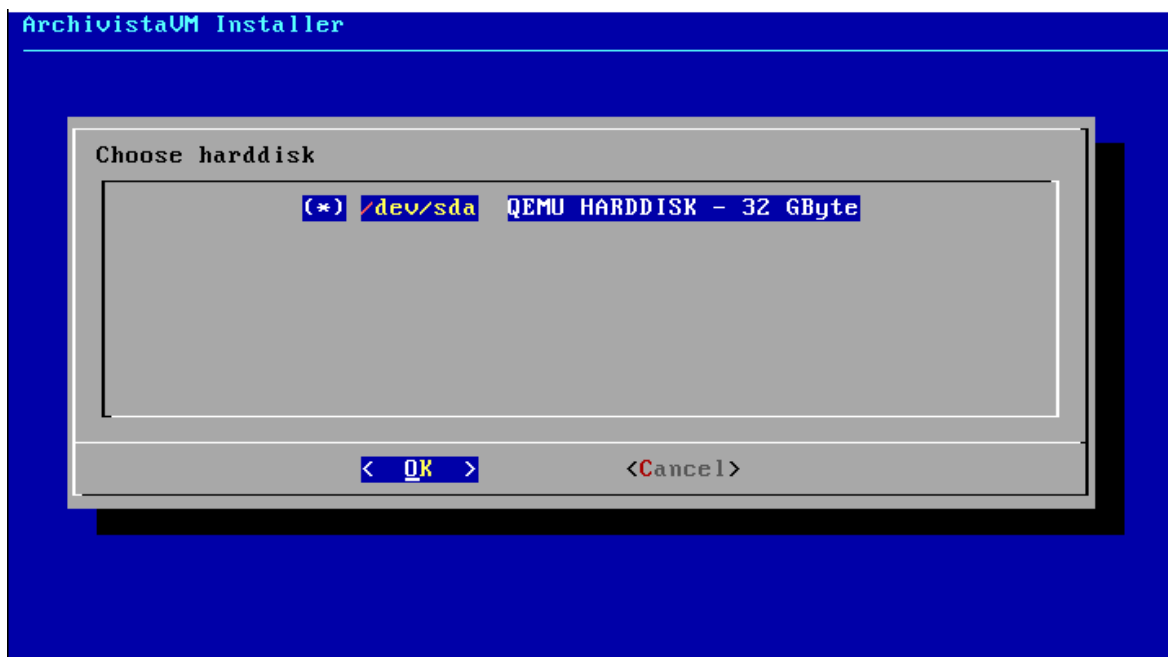 ArchivistaVM Installer
Choose harddisk
(*) /dev/sda QEMU HARDDISK - 32 GByte
< OK > <Cancel>